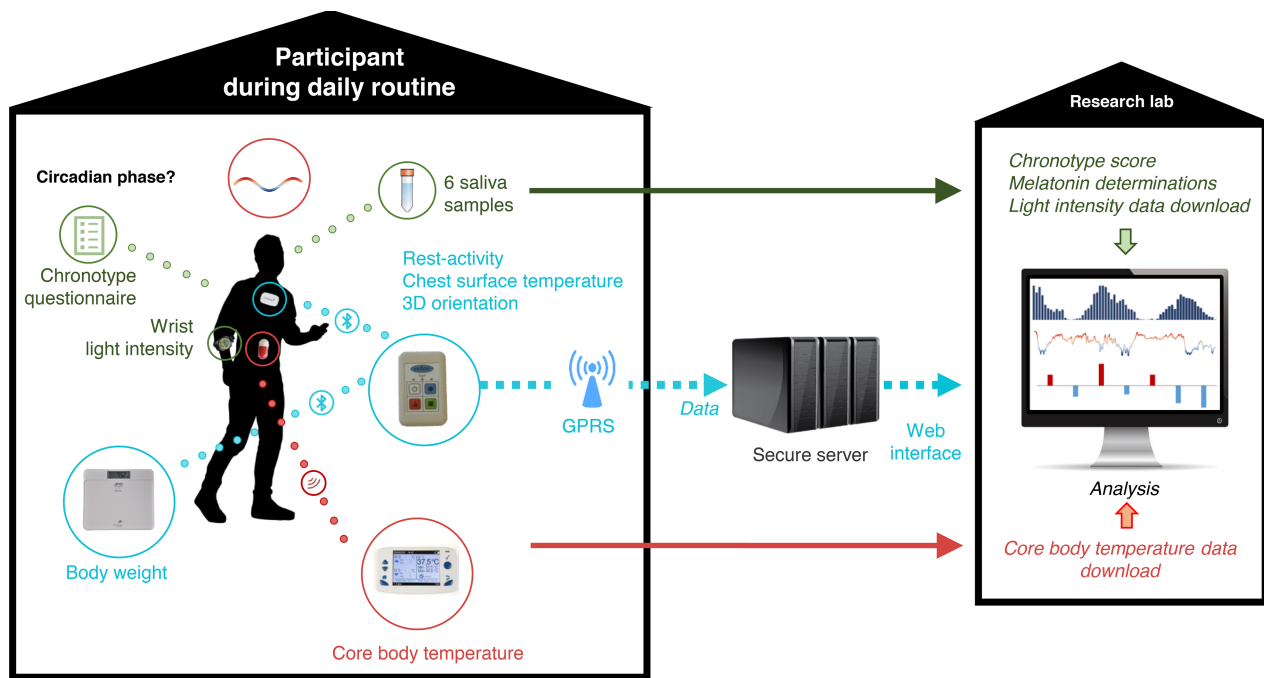 Participant
during daily routine
Research lab
Circadian phase?
6 saliva
samples
Chronotype
questionnaire
Rest-activity
Chest surface temperature
3D orientation
Wrist
light intensity
GPRS
Data
Secure server
Web
interface
Body weight
37.5°C
Core body temperature
Chronotype score
Melatonin determinations
Light intensity data download
Analysis
Core body temperature data
download